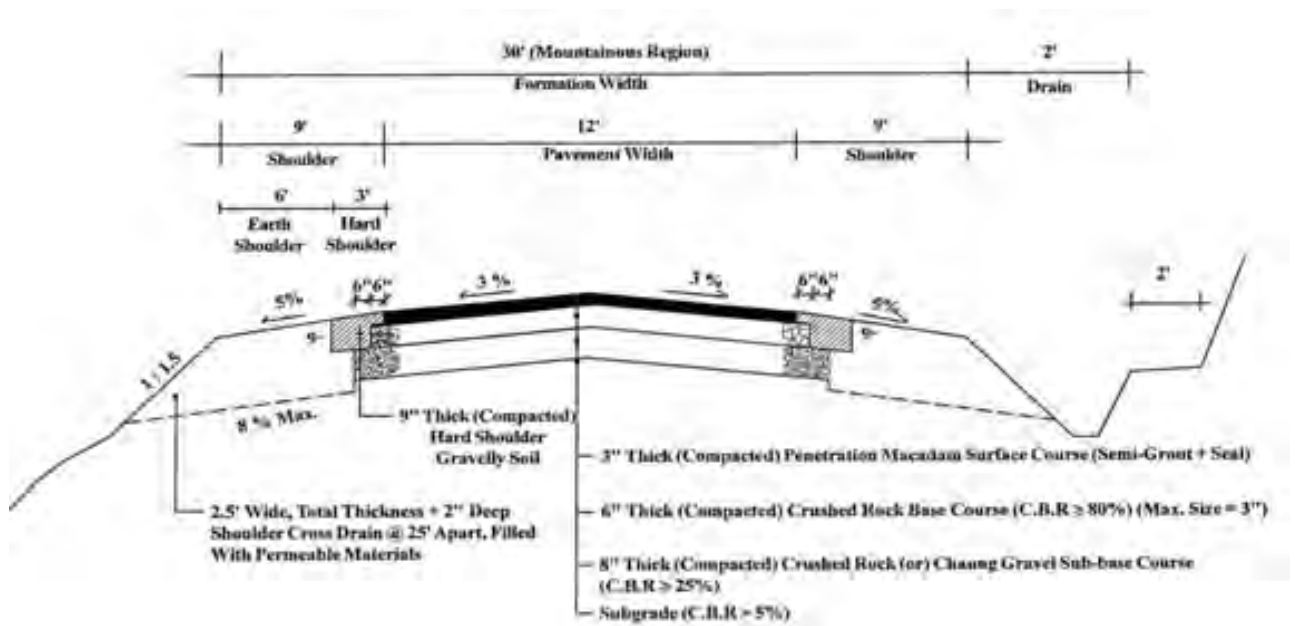 30' (Mountainous Region)
Formation Width
2'
Drain
9'
Shoulder
12'
Pavement Width
9'
Shoulder
6'
Earth
Shoulder
3'
Hard
Shoulder
5%
6" 6"
3 %
3 %
6" 6"
5%
2'
9"
9"
1 : 1.5
8 % Max.
9" Thick (Compacted)
Hard Shoulder
Gravelly Soil
3" Thick (Compacted) Penetration Macadam Surface Course (Semi-Grout + Seal)
2.5' Wide, Total Thickness + 2" Deep
Shoulder Cross Drain @ 25' Apart, Filled
With Permeable Materials
6" Thick (Compacted) Crushed Rock Base Course (C.B.R ≥ 80%) (Max. Size = 3")
8" Thick (Compacted) Crushed Rock (or) Chaung Gravel Sub-base Course
(C.B.R ≥ 25%)
Subgrade (C.B.R = 5%)